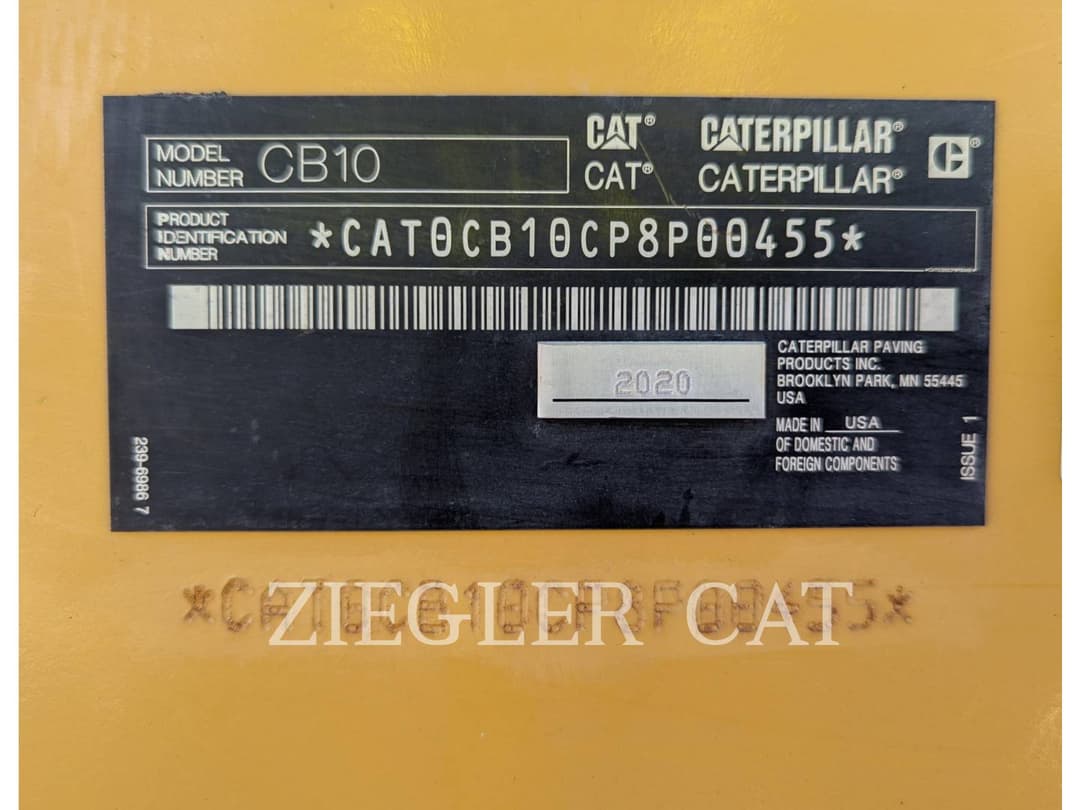 MODEL NUMBER CB10
CAT® CATERPILLAR®
CAT® CATERPILLAR®
PRODUCT
IDENTIFICATION
NUMBER
*CAT0CB10CP8P00455*
2020
CATERPILLAR PAVING
PRODUCTS INC.
BROOKLYN PARK, MN 55445
USA
MADE IN USA
OF DOMESTIC AND
FOREIGN COMPONENTS
ISSUE 1
239-6986 7
*CAT0CB10CP8P00455*
ZIEGLER CAT